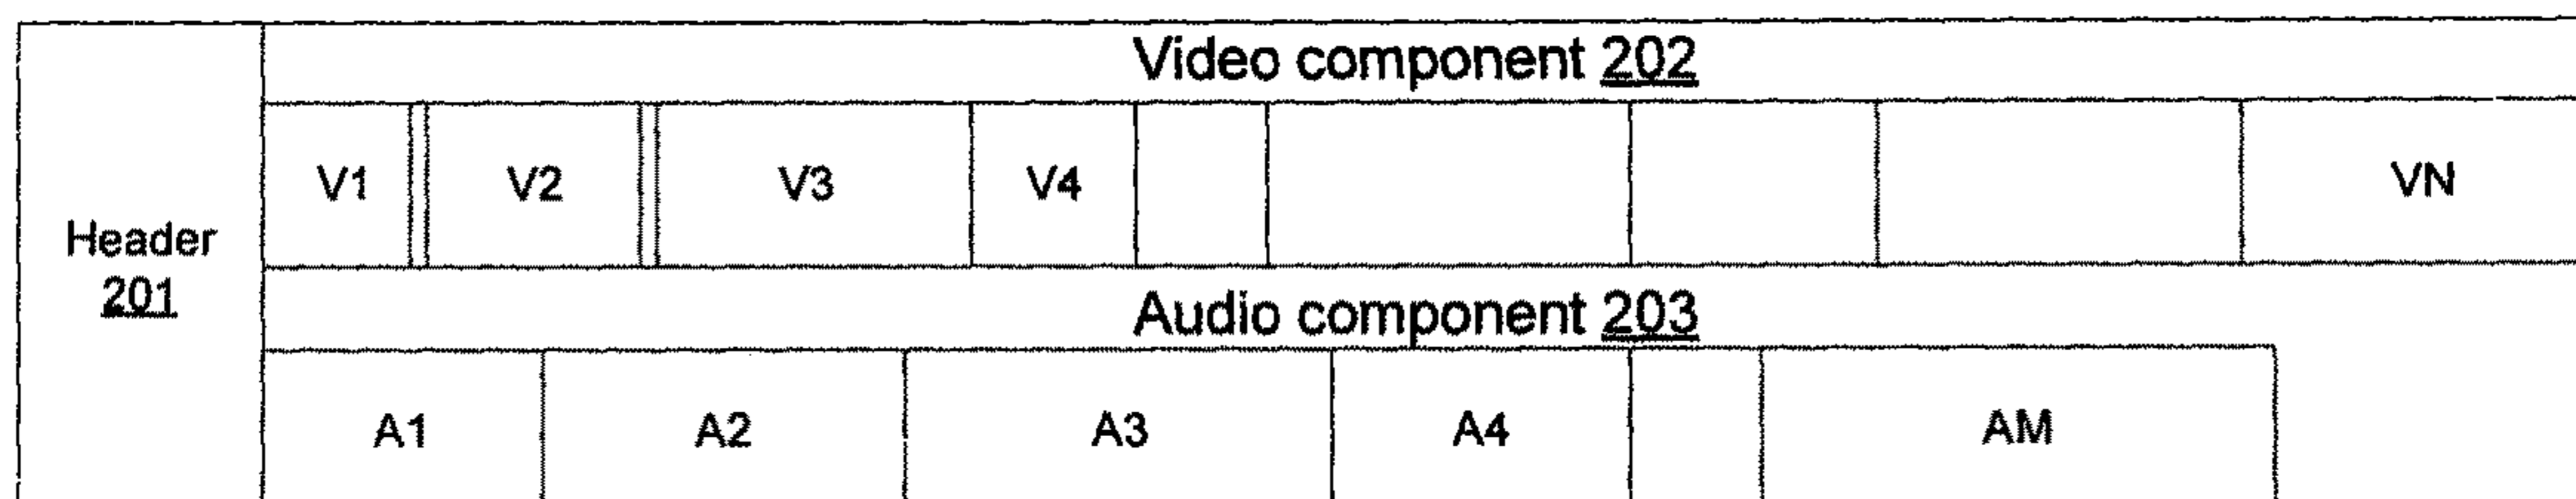 Video component 202
V1 V2 V3 V4 VN
Header
201
Audio component 203
A1 A2 A3 A4 AM